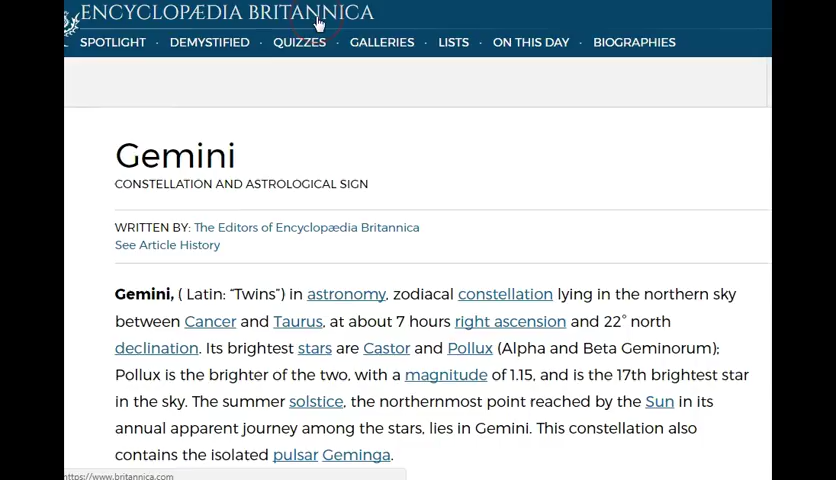 ENCYCLOPÆDIA BRITANNICA
SPOTLIGHT · DEMYSTIFIED · QUIZZES · GALLERIES · LISTS · ON THIS DAY · BIOGRAPHIES
Gemini
CONSTELLATION AND ASTROLOGICAL SIGN
WRITTEN BY: The Editors of Encyclopædia Britannica
See Article History
Gemini, ( Latin: “Twins”) in astronomy, zodiacal constellation lying in the northern sky
between Cancer and Taurus, at about 7 hours right ascension and 22° north
declination. Its brightest stars are Castor and Pollux (Alpha and Beta Geminorum);
Pollux is the brighter of the two, with a magnitude of 1.15, and is the 17th brightest star
in the sky. The summer solstice, the northernmost point reached by the Sun in its
annual apparent journey among the stars, lies in Gemini. This constellation also
contains the isolated pulsar Geminga.
https://www.britannica.com